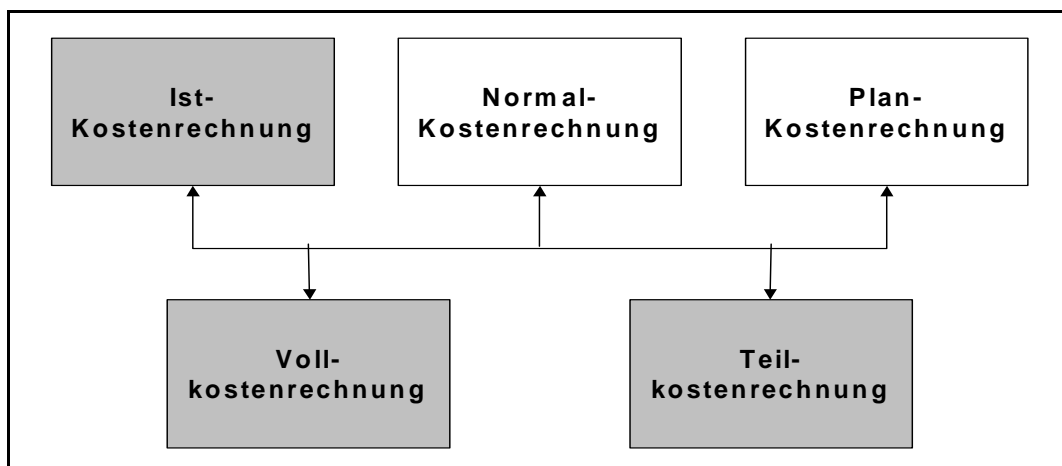 Ist-
Kostenrechnung
Normal-
Kostenrechnung
Plan-
Kostenrechnung
Voll-
kostenrechnung
Teil-
kostenrechnung